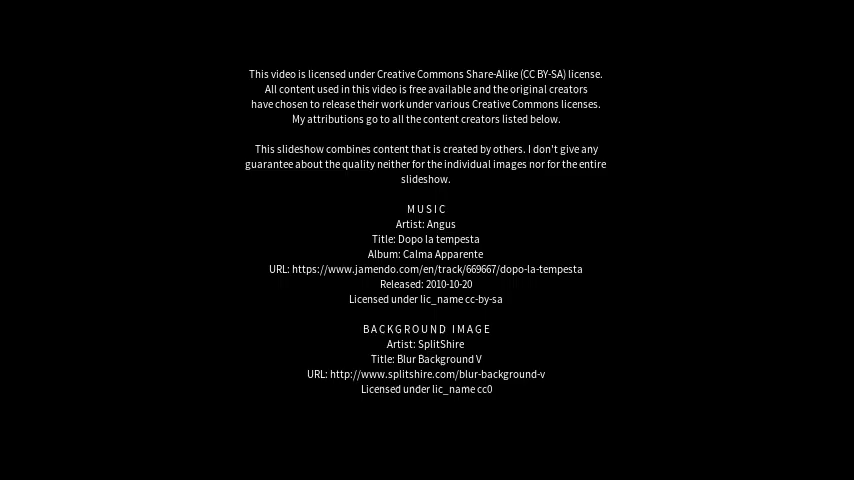 This video is licensed under Creative Commons Share-Alike (CC BY-SA) license.
All content used in this video is free available and the original creators
have chosen to release their work under various Creative Commons licenses.
My attributions go to all the content creators listed below.
This slideshow combines content that is created by others. I don't give any
guarantee about the quality neither for the individual images nor for the entire
slideshow.
MUSIC
Artist: Angus
Title: Dopo la tempesta
Album: Calma Apparente
URL: https://www.jamendo.com/en/track/669667/dopo-la-tempesta
Released: 2010-10-20
Licensed under lic_name cc-by-sa
BACKGROUND IMAGE
Artist: SplitShire
Title: Blur Background V
URL: http://www.splitshire.com/blur-background-v
Licensed under lic_name cc0